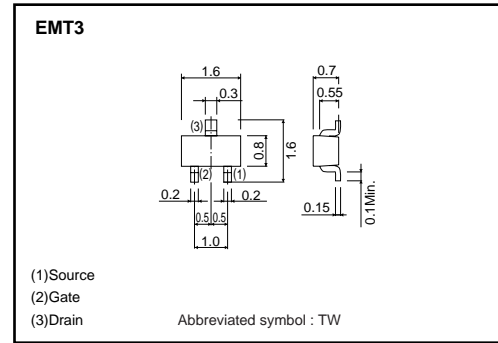 EMT3
1.6
0.7
0.3
0.55
(3)
0.8
1.6
(2)
(1)
0.2
0.2
0.15
0.1Min.
0.5
0.5
1.0
(1)Source
(2)Gate
(3)Drain
Abbreviated symbol : TW